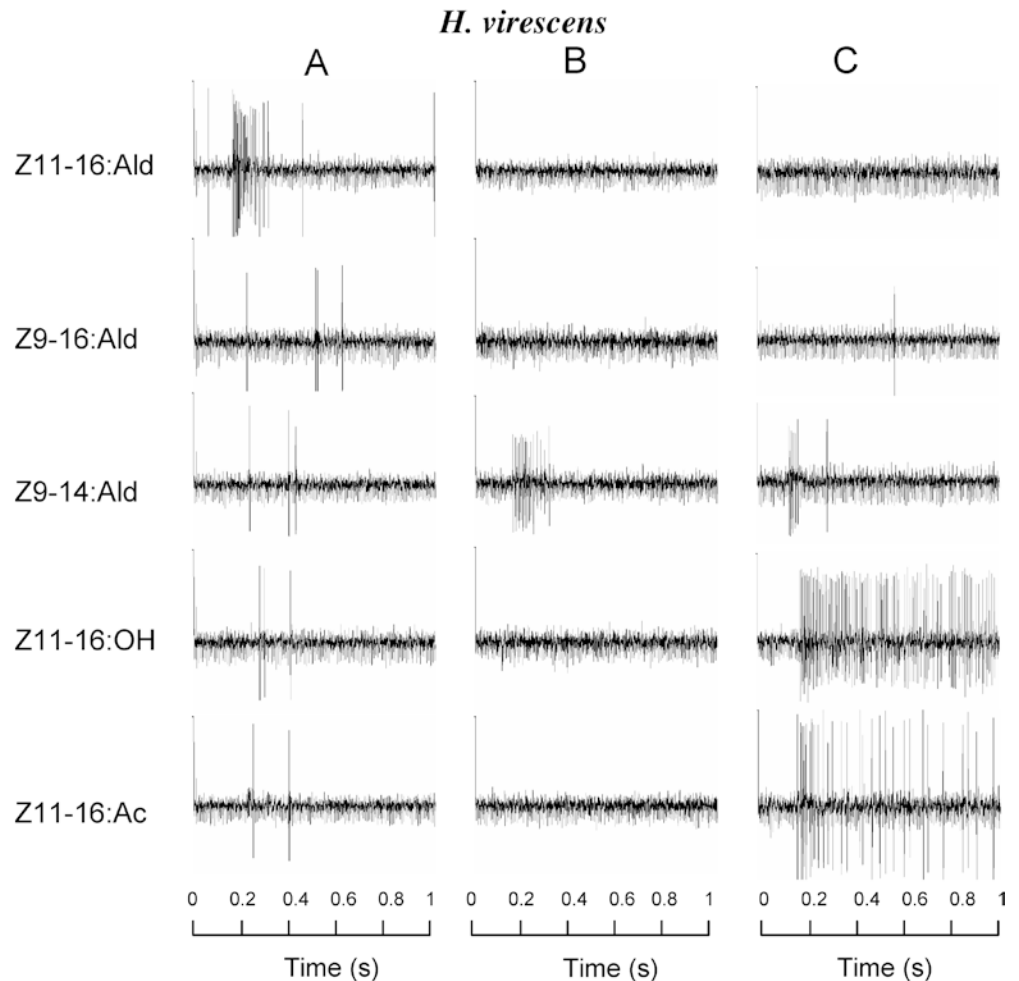 H. virescens
A B C
Z11-16:Ald
Z9-16:Ald
Z9-14:Ald
Z11-16:OH
Z11-16:Ac
0 0.2 0.4 0.6 0.8 1 0 0.2 0.4 0.6 0.8 1 0 0.2 0.4 0.6 0.8 1
Time (s) Time (s) Time (s)